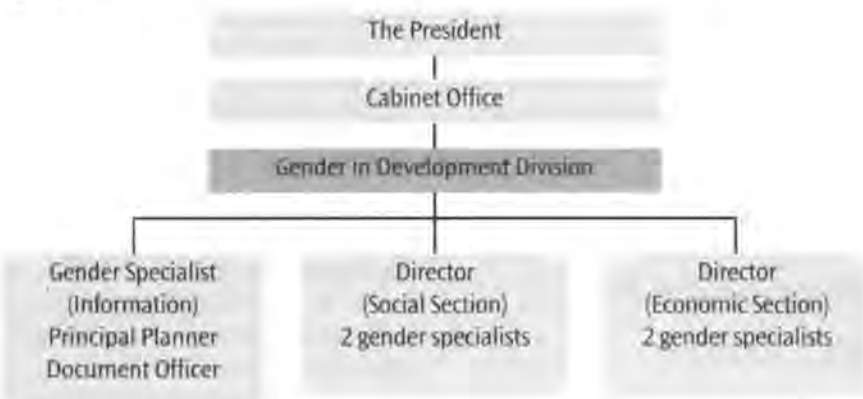 The President
Cabinet Office
Gender in Development Division
Gender Specialist
(Information)
Principal Planner
Document Officer
Director
(Social Section)
2 gender specialists
Director
(Economic Section)
2 gender specialists